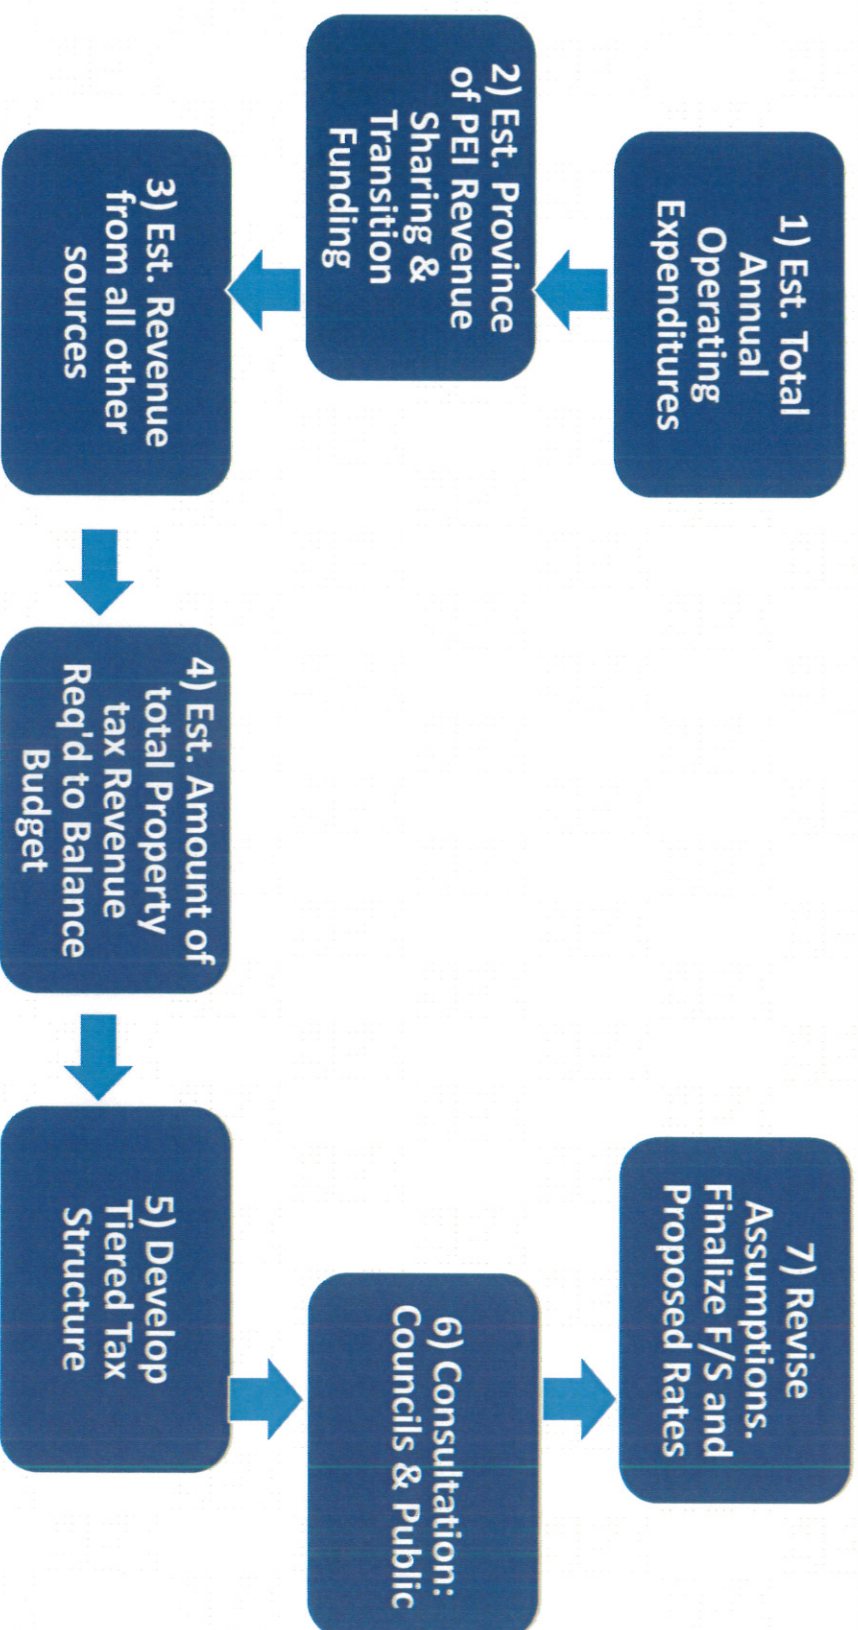 1) Est. Total
Annual
Operating
Expenditures
2) Est. Province
of PEI Revenue
Sharing &
Transition
Funding
3) Est. Revenue
from all other
sources
4) Est. Amount of
total Property
tax Revenue
Req'd to Balance
Budget
5) Develop
Tiered Tax
Structure
6) Consultation:
Councils & Public
7) Revise
Assumptions.
Finalize F/S and
Proposed Rates